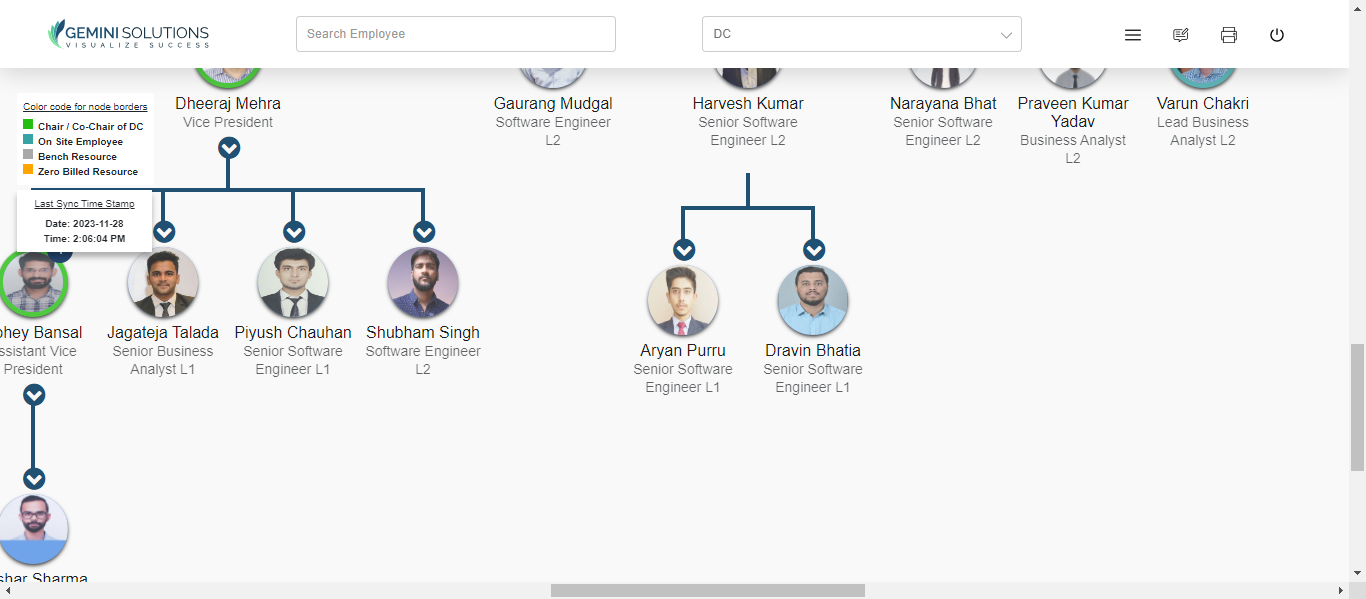 GEMINI SOLUTIONS
VISUALIZE SUCCESS
Search Employee
DC
Color code for node borders
Chair / Co-Chair of DC
On Site Employee
Bench Resource
Zero Billed Resource
Last Sync Time Stamp
Date: 2023-11-28
Time: 2:06:04 PM
Dheeraj Mehra
Vice President
Gaurang Mudgal
Software Engineer
L2
Harvesh Kumar
Senior Software
Engineer L2
Narayana Bhat
Senior Software
Engineer L2
Praveen Kumar
Yadav
Business Analyst
L2
Varun Chakri
Lead Business
Analyst L2
hey Bansal
ssistant Vice
President
Jagateja Talada
Senior Business
Analyst L1
Piyush Chauhan
Senior Software
Engineer L1
Shubham Singh
Software Engineer
L2
Aryan Purru
Senior Software
Engineer L1
Dravin Bhatia
Senior Software
Engineer L1
shar Sharma